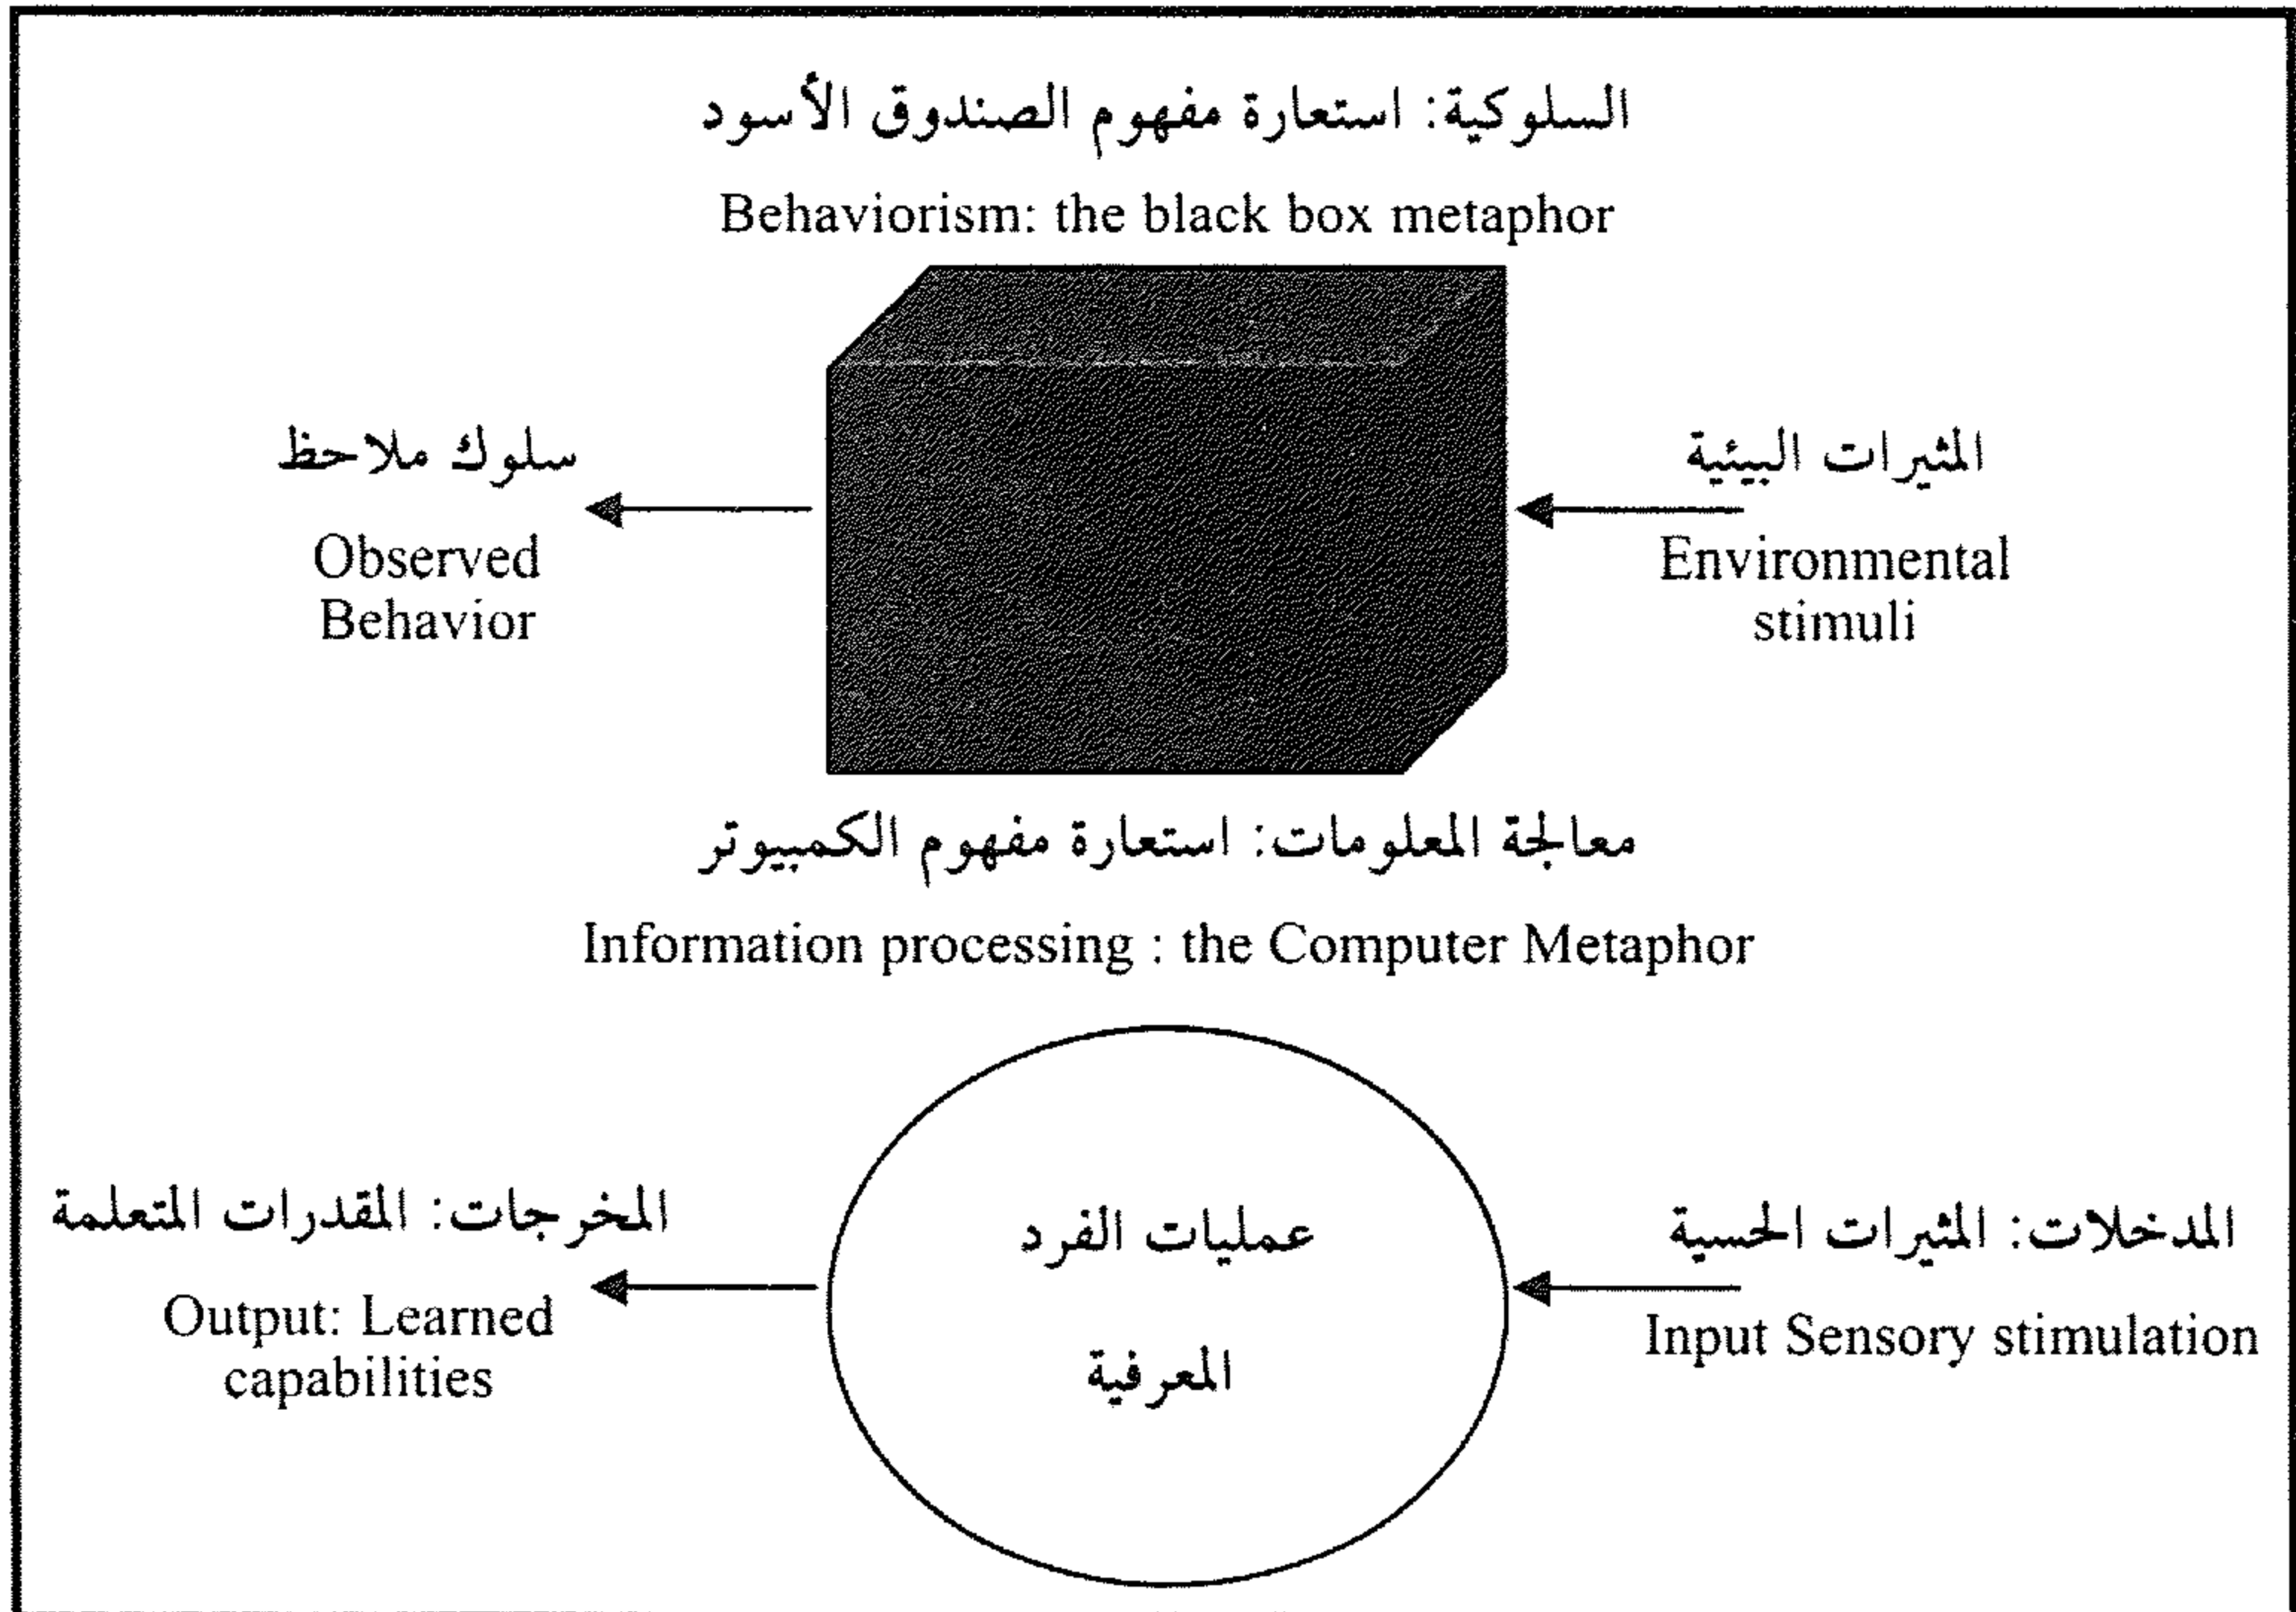 السلوكية: استعارة مفهوم الصندوق الأسود
Behaviorism: the black box metaphor
المثيرات البيئية
Environmental
stimuli
سلوك ملاحظ
Observed
Behavior
معالجة المعلومات: استعارة مفهوم الكمبيوتر
Information processing : the Computer Metaphor
المدخلات: المثيرات الحسية
Input Sensory stimulation
عمليات الفرد
المعرفية
المخرجات: المقدرات المتعلمة
Output: Learned
capabilities